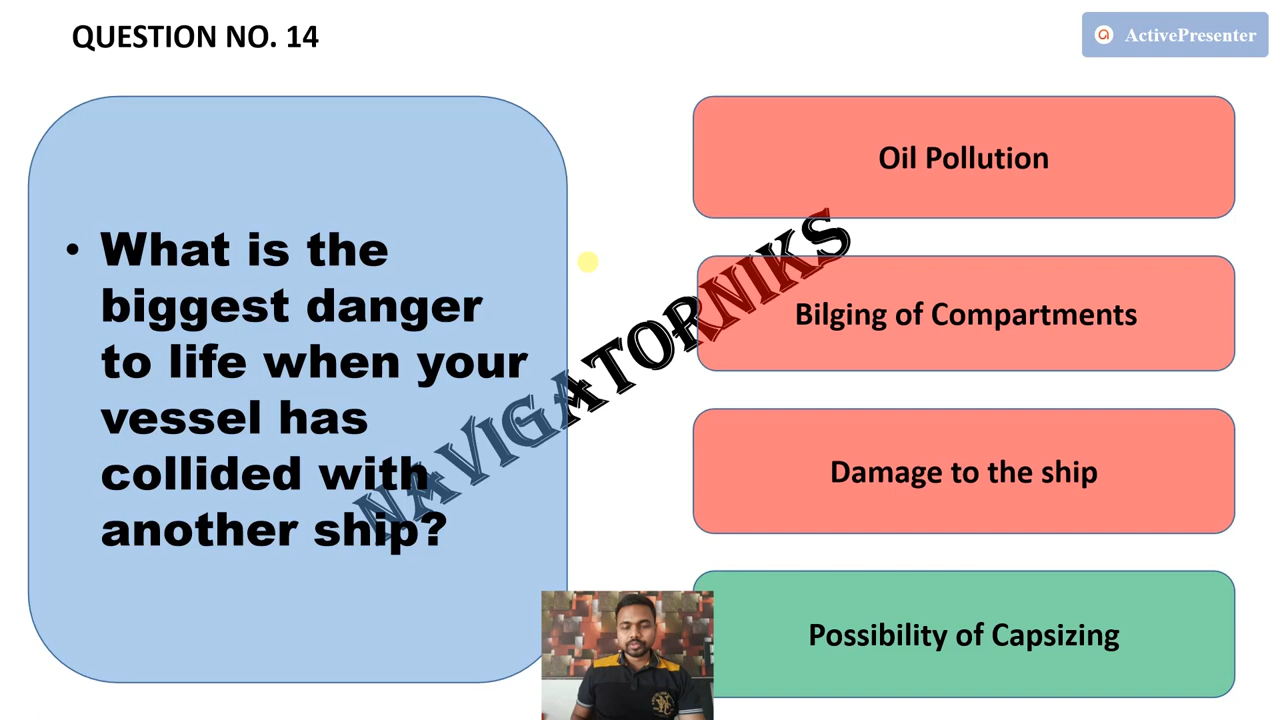 QUESTION NO. 14
ActivePresenter
• What is the
biggest danger
to life when your
vessel has
collided with
another ship?
Oil Pollution
Bilging of Compartments
Damage to the ship
Possibility of Capsizing
NAVIGATORNIKS